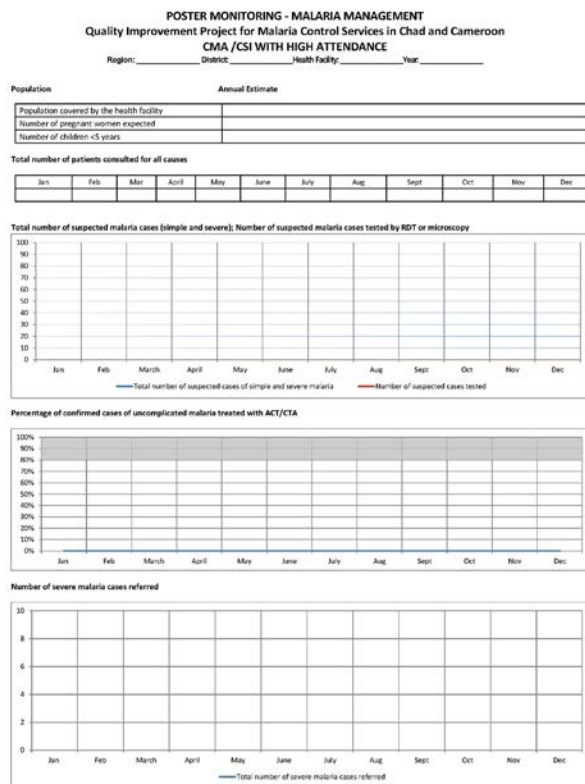 POSTER MONITORING - MALARIA MANAGEMENT
Quality Improvement Project for Malaria Control Services in Chad and Cameroon
CMA /CSI WITH HIGH ATTENDANCE
Region: ______________ District: ______________ Health Facility: ______________ Year: ______________
Population Annual Estimate
Population covered by the health facility
Number of pregnant women expected
Number of children <5 years
Total number of patients consulted for all causes
Jan Feb Mar April May June July Aug Sept Oct Nov Dec
Total number of suspected malaria cases (simple and severe); Number of suspected malaria cases tested by RDT or microscopy
100
90
80
70
60
50
40
30
20
10
0
Jan Feb March April May June July Aug Sept Oct Nov Dec
Total number of suspected cases of simple and severe malaria Number of suspected cases tested
Percentage of confirmed cases of uncomplicated malaria treated with ACT/CTA
100%
90%
80%
70%
60%
50%
40%
30%
20%
10%
0%
Jan Feb March April May June July Aug Sept Oct Nov Dec
Number of severe malaria cases referred
10
8
6
4
2
0
Jan Feb March April May June July Aug Sept Oct Nov Dec
Total number of severe malaria cases referred